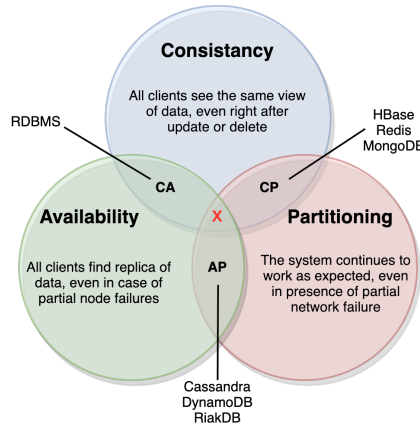 Consistancy
All clients see the same view
of data, even right after
update or delete
RDBMS
HBase
Redis
MongoDB
CA
CP
X
Availability
Partitioning
All clients find replica of
data, even in case of
partial node failures
AP
The system continues to
work as expected, even
in presence of partial
network failure
Cassandra
DynamoDB
RiakDB